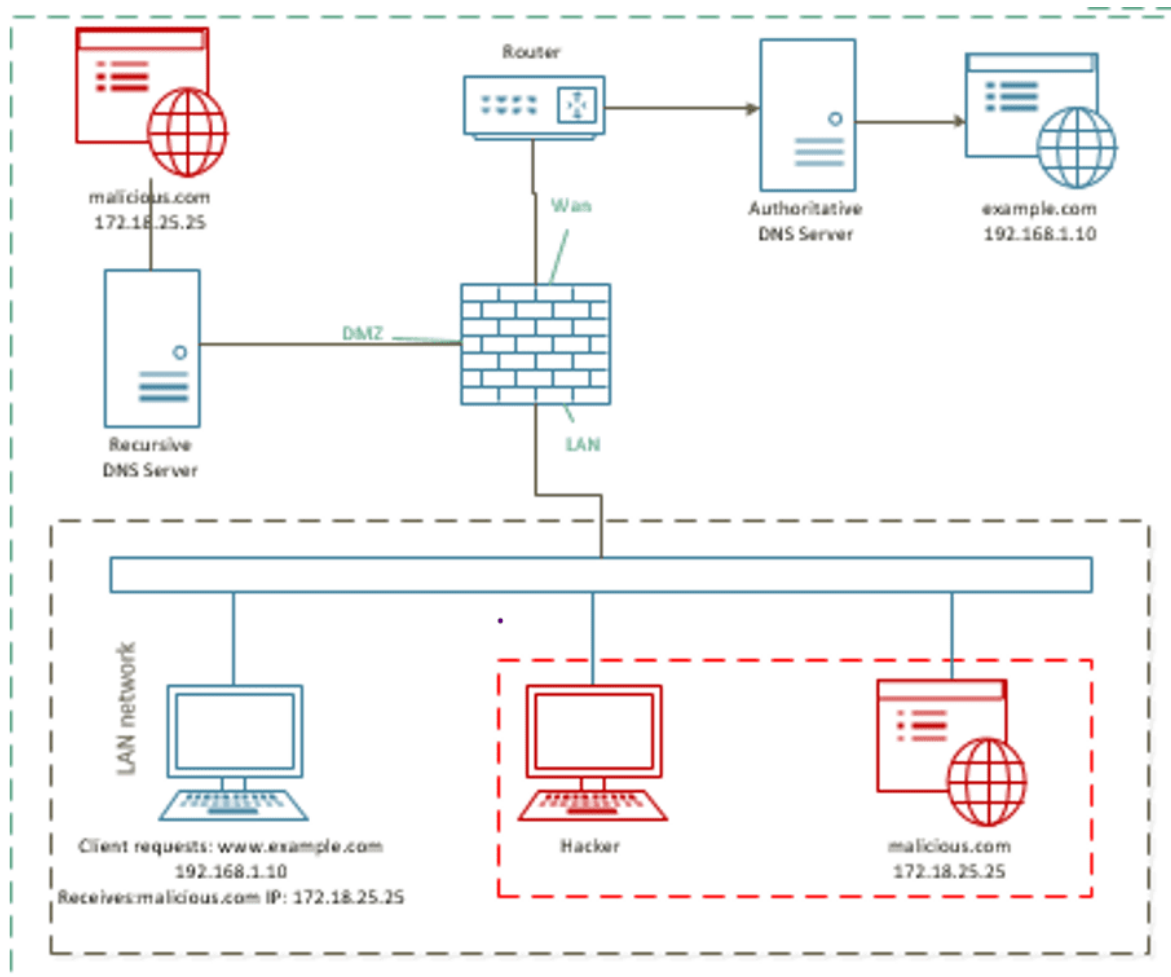 Router
malicious.com
172.18.25.25
Wan
Authoritative
DNS Server
example.com
192.168.1.10
DMZ
LAN
Recursive
DNS Server
LAN network
Client requests: www.example.com
192.168.1.10
Receives:malicious.com IP: 172.18.25.25
Hacker
malicious.com
172.18.25.25